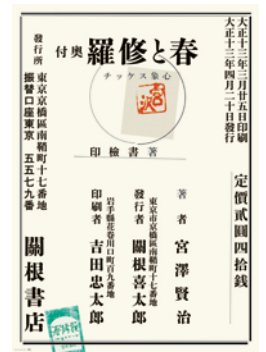 大正十三年三月廿五日印刷
大正十三年四月二十日發行
春と修羅
奥付
心象スケッチ
定價貳圓四拾錢
著書檢印
宮沢
著者 宮澤賢治
東京市京橋區南鞘町十七番地
發行者 關根喜太郎
岩手縣花卷川口町百九番地
印刷者 吉田忠太郎
發行所
東京京橋區南鞘町十七番地
振替口座東京 五五七九番
關根書店